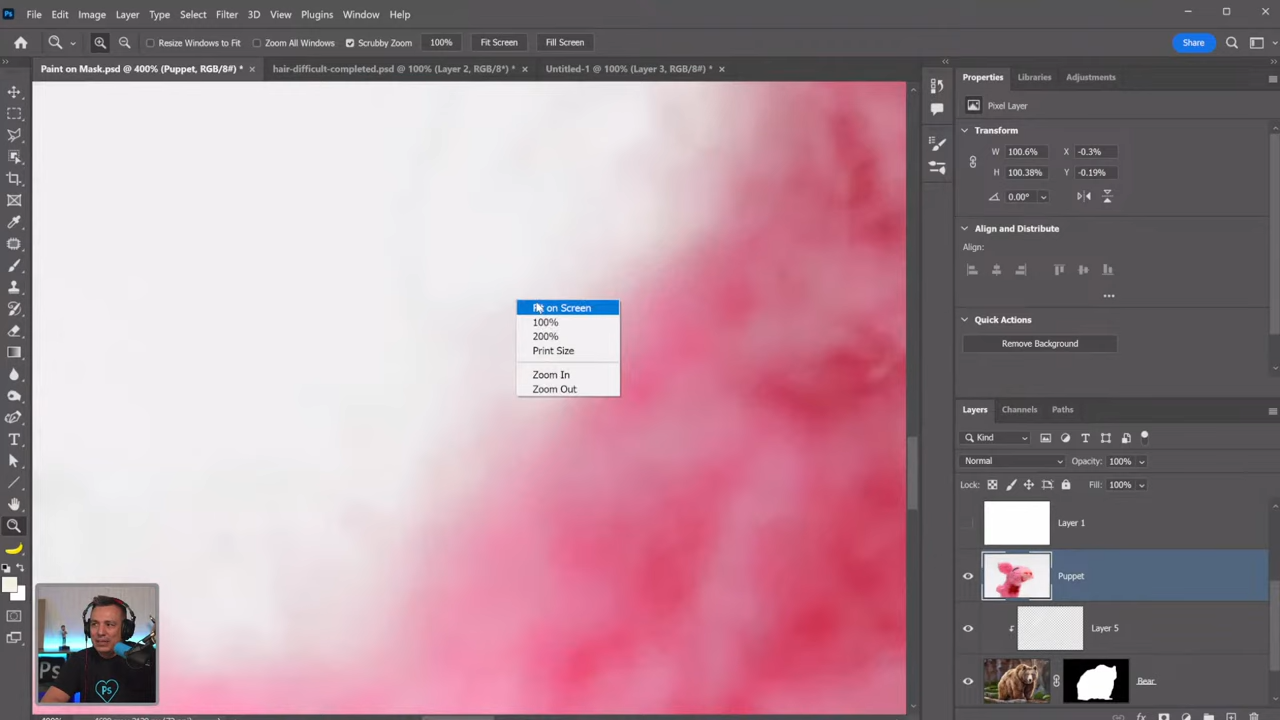 Ps File Edit Image Layer Type Select Filter 3D View Plugins Window Help
Resize Windows to Fit Zoom All Windows Scrubby Zoom 100% Fit Screen Fill Screen Share
Paint on Mask.psd @ 400% (Puppet, RGB/8#) * × hair-difficult-completed.psd @ 100% (Layer 2, RGB/8*) * × Untitled-1 @ 100% (Layer 3, RGB/8#) * ×
Properties Libraries Adjustments
Pixel Layer
Transform
W 100.6% X -0.3%
H 100.38% Y -0.19%
0.00°
Align and Distribute
Align:
Quick Actions
Remove Background
Fit on Screen
100%
200%
Print Size
Zoom In
Zoom Out
Layers Channels Paths
Kind
Normal Opacity: 100%
Lock: Fill: 100%
Layer 1
Puppet
Layer 5
Bear
Ps
Ps